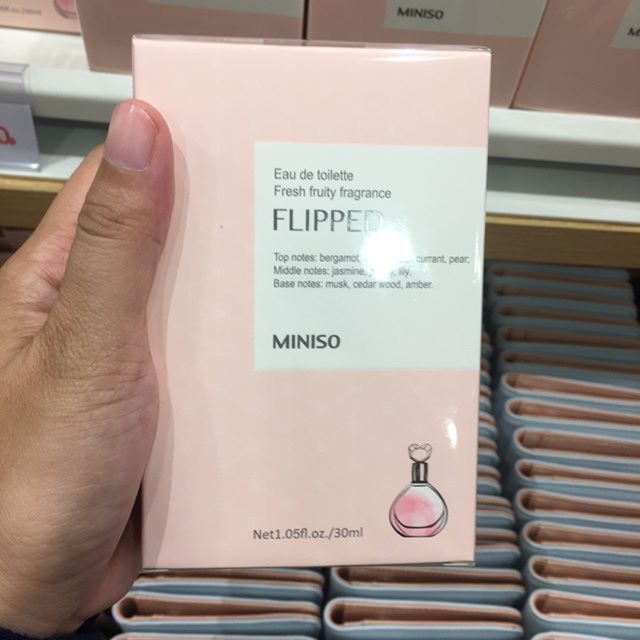 MINISO
Eau de toilette
Fresh fruity fragrance
FLIPPED
Top notes: bergamot, currant, pear;
Middle notes: jasmine, lily,
Base notes: musk, cedar wood, amber.
MINISO
Net1.05fl.oz./30ml